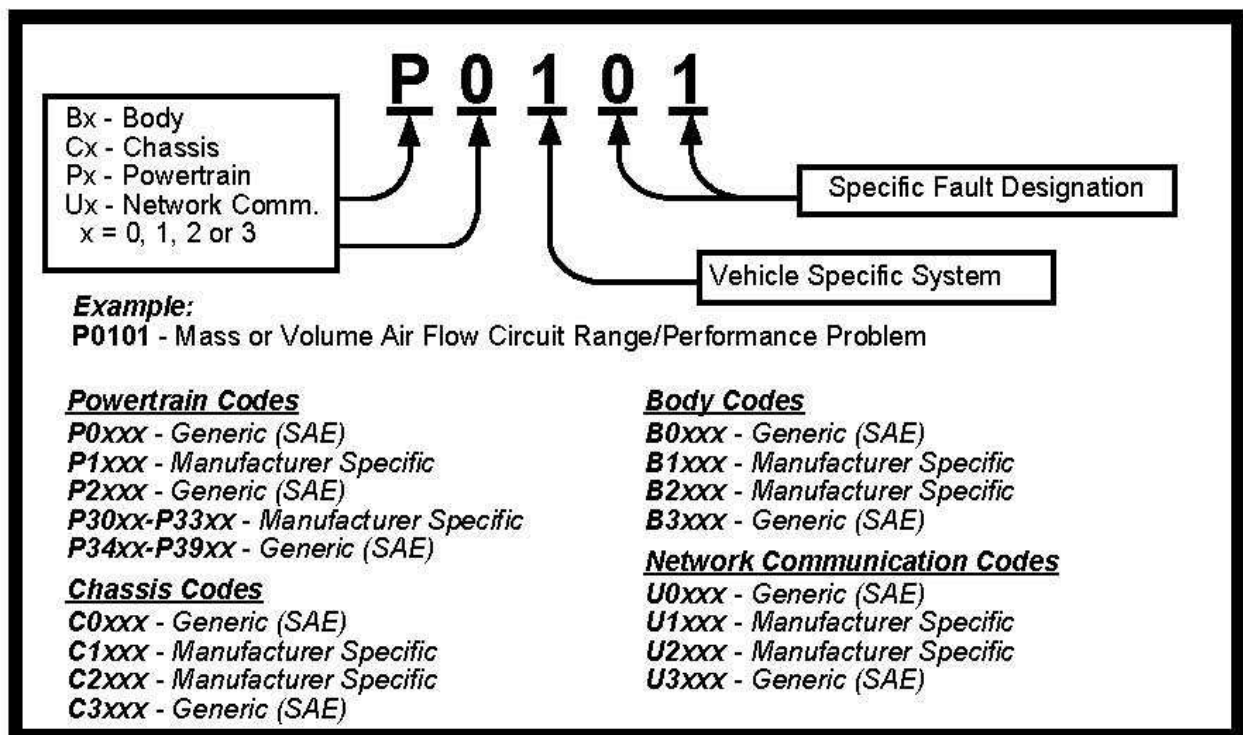 P 0 1 0 1
Bx - Body
Cx - Chassis
Px - Powertrain
Ux - Network Comm.
x = 0, 1, 2 or 3
Specific Fault Designation
Vehicle Specific System
Example:
P0101 - Mass or Volume Air Flow Circuit Range/Performance Problem
Powertrain Codes
P0xxx - Generic (SAE)
P1xxx - Manufacturer Specific
P2xxx - Generic (SAE)
P30xx-P33xx - Manufacturer Specific
P34xx-P39xx - Generic (SAE)
Chassis Codes
C0xxx - Generic (SAE)
C1xxx - Manufacturer Specific
C2xxx - Manufacturer Specific
C3xxx - Generic (SAE)
Body Codes
B0xxx - Generic (SAE)
B1xxx - Manufacturer Specific
B2xxx - Manufacturer Specific
B3xxx - Generic (SAE)
Network Communication Codes
U0xxx - Generic (SAE)
U1xxx - Manufacturer Specific
U2xxx - Manufacturer Specific
U3xxx - Generic (SAE)